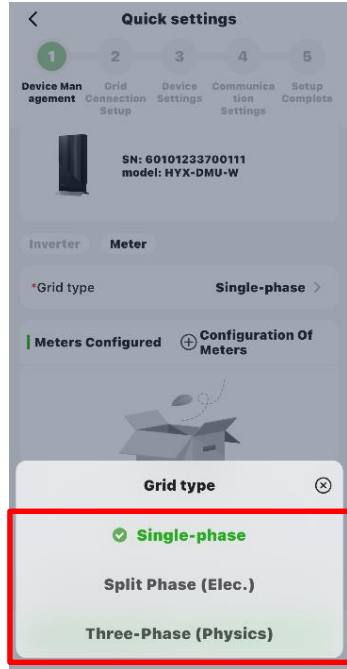 Quick settings
1 2 3 4 5
Device Man Grid Device Communica Setup
agement Connection Settings tion Complete
Setup Settings
SN: 60101233700111
model: HYX-DMU-W
Inverter Meter
*Grid type Single-phase >
Meters Configured Configuration Of
Meters
Grid type
Single-phase
Split Phase (Elec.)
Three-Phase (Physics)